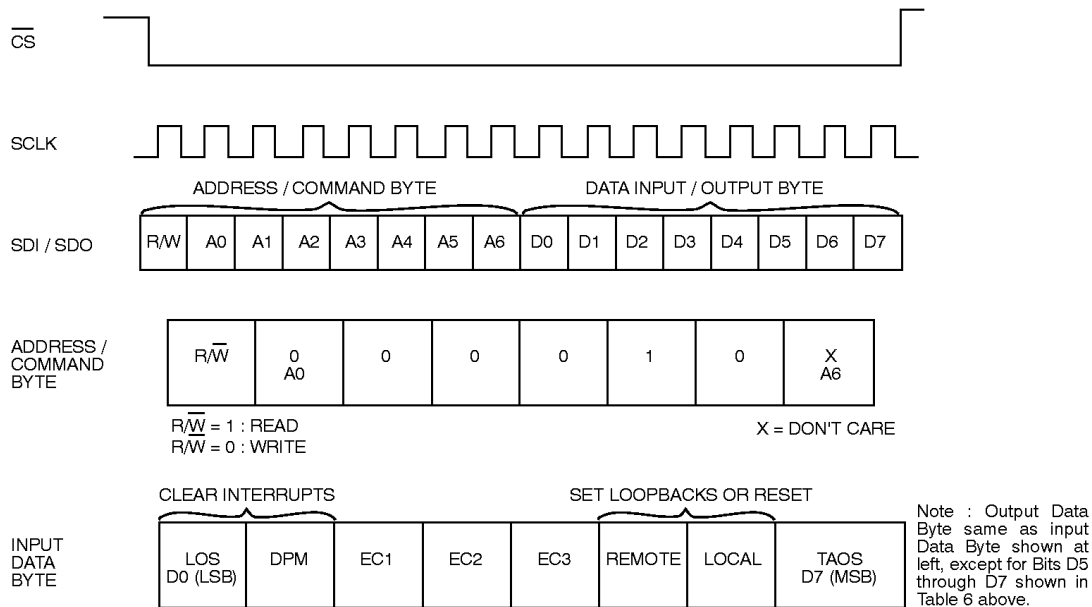 CS
SCLK
ADDRESS / COMMAND BYTE
DATA INPUT / OUTPUT BYTE
SDI / SDO
R/W A0 A1 A2 A3 A4 A5 A6 D0 D1 D2 D3 D4 D5 D6 D7
ADDRESS /
COMMAND
BYTE
R/W̅ 0 0 0 0 1 0 X
A0 A6
R/W̅ = 1 : READ
R/W̅ = 0 : WRITE
X = DON'T CARE
CLEAR INTERRUPTS
SET LOOPBACKS OR RESET
INPUT
DATA
BYTE
LOS DPM EC1 EC2 EC3 REMOTE LOCAL TAOS
D0 (LSB) D7 (MSB)
Note : Output Data
Byte same as input
Data Byte shown at
left, except for Bits D5
through D7 shown in
Table 6 above.